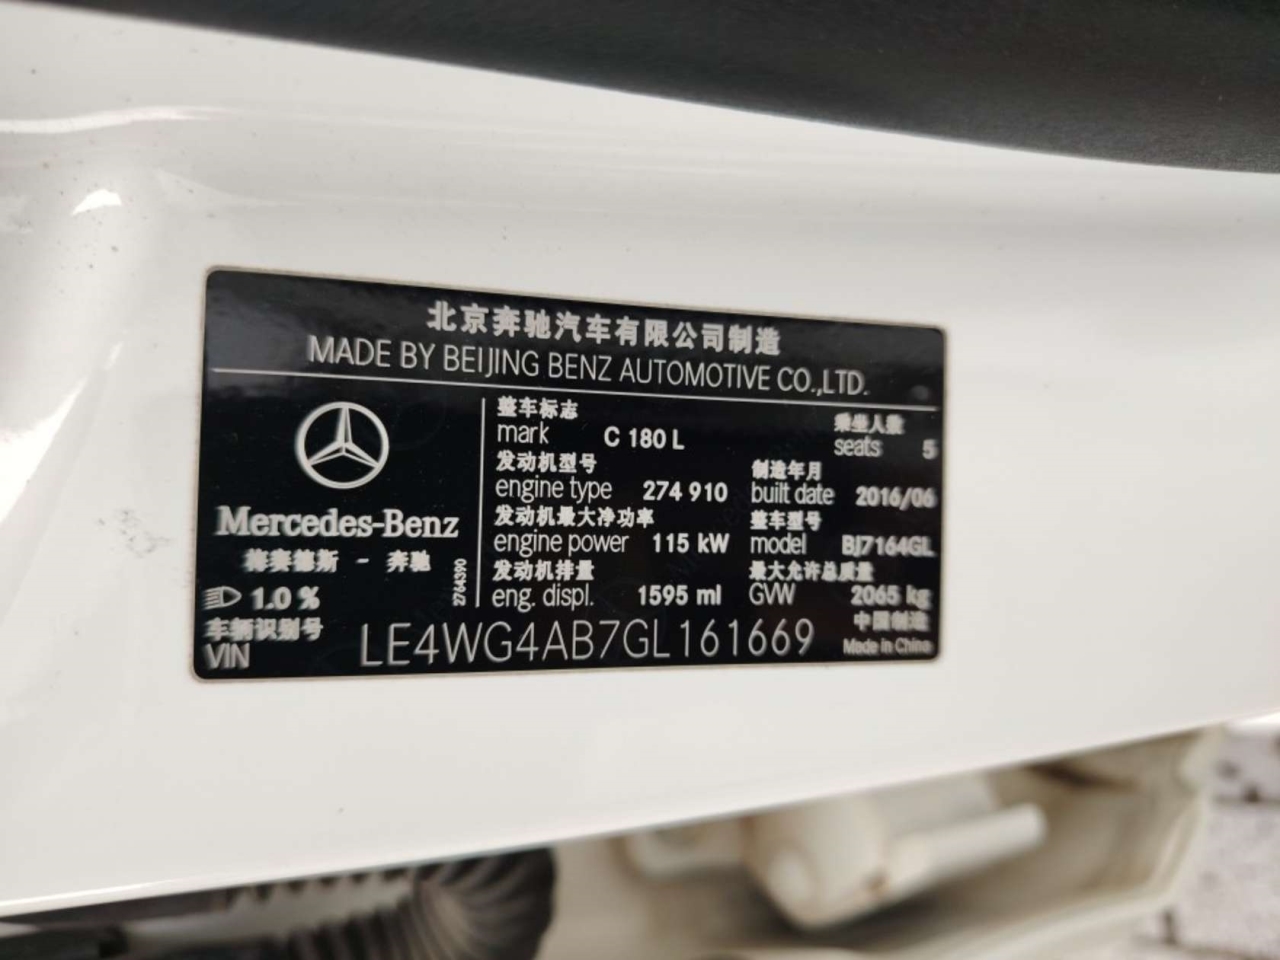 北京奔驰汽车有限公司制造
MADE BY BEIJING BENZ AUTOMOTIVE CO.,LTD.
Mercedes-Benz
梅赛德斯 - 奔驰
1.0 %
2764390
整车标志
mark C 180 L
乘坐人数
seats 5
发动机型号
engine type 274 910
制造年月
built date 2016/06
发动机最大净功率
engine power 115 kW
整车型号
model BJ7164GL
发动机排量
eng. displ. 1595 ml
最大允许总质量
GVW 2065 kg
车辆识别号
VIN LE4WG4AB7GL161669
中国制造
Made in China